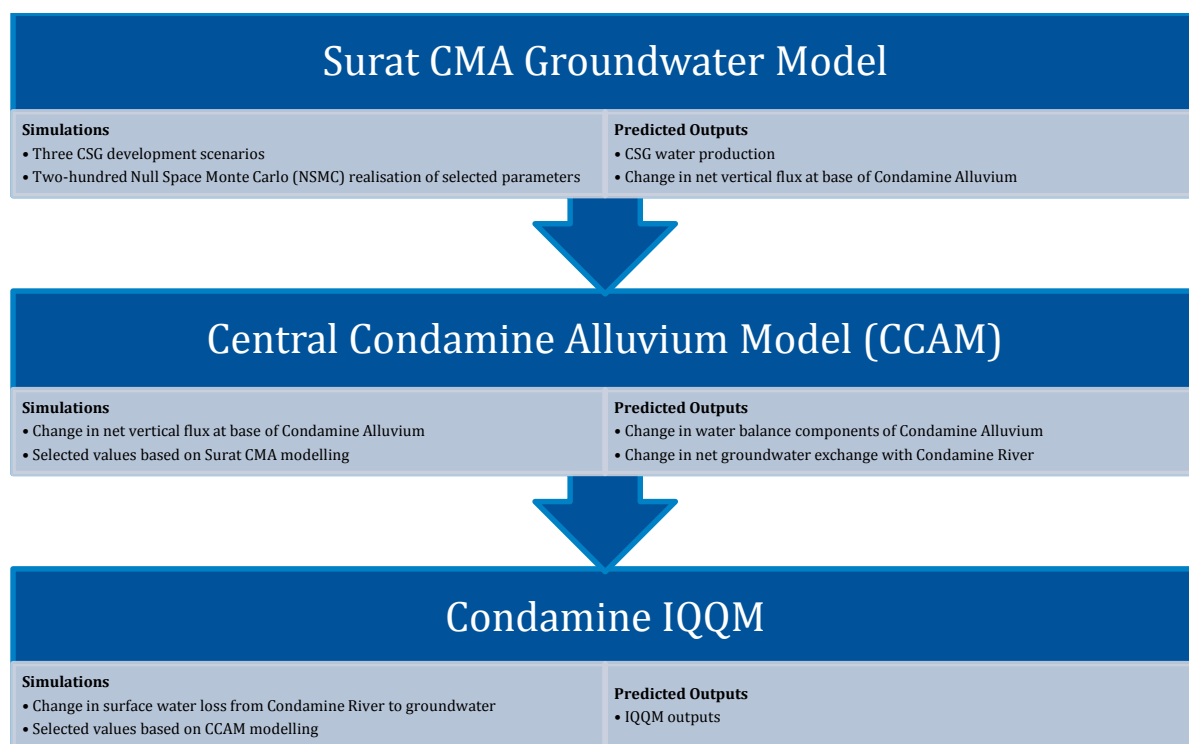 Surat CMA Groundwater Model
Simulations
• Three CSG development scenarios
• Two-hundred Null Space Monte Carlo (NSMC) realisation of selected parameters
Predicted Outputs
• CSG water production
• Change in net vertical flux at base of Condamine Alluvium
Central Condamine Alluvium Model (CCAM)
Simulations
• Change in net vertical flux at base of Condamine Alluvium
• Selected values based on Surat CMA modelling
Predicted Outputs
• Change in water balance components of Condamine Alluvium
• Change in net groundwater exchange with Condamine River
Condamine IQQM
Simulations
• Change in surface water loss from Condamine River to groundwater
• Selected values based on CCAM modelling
Predicted Outputs
• IQQM outputs